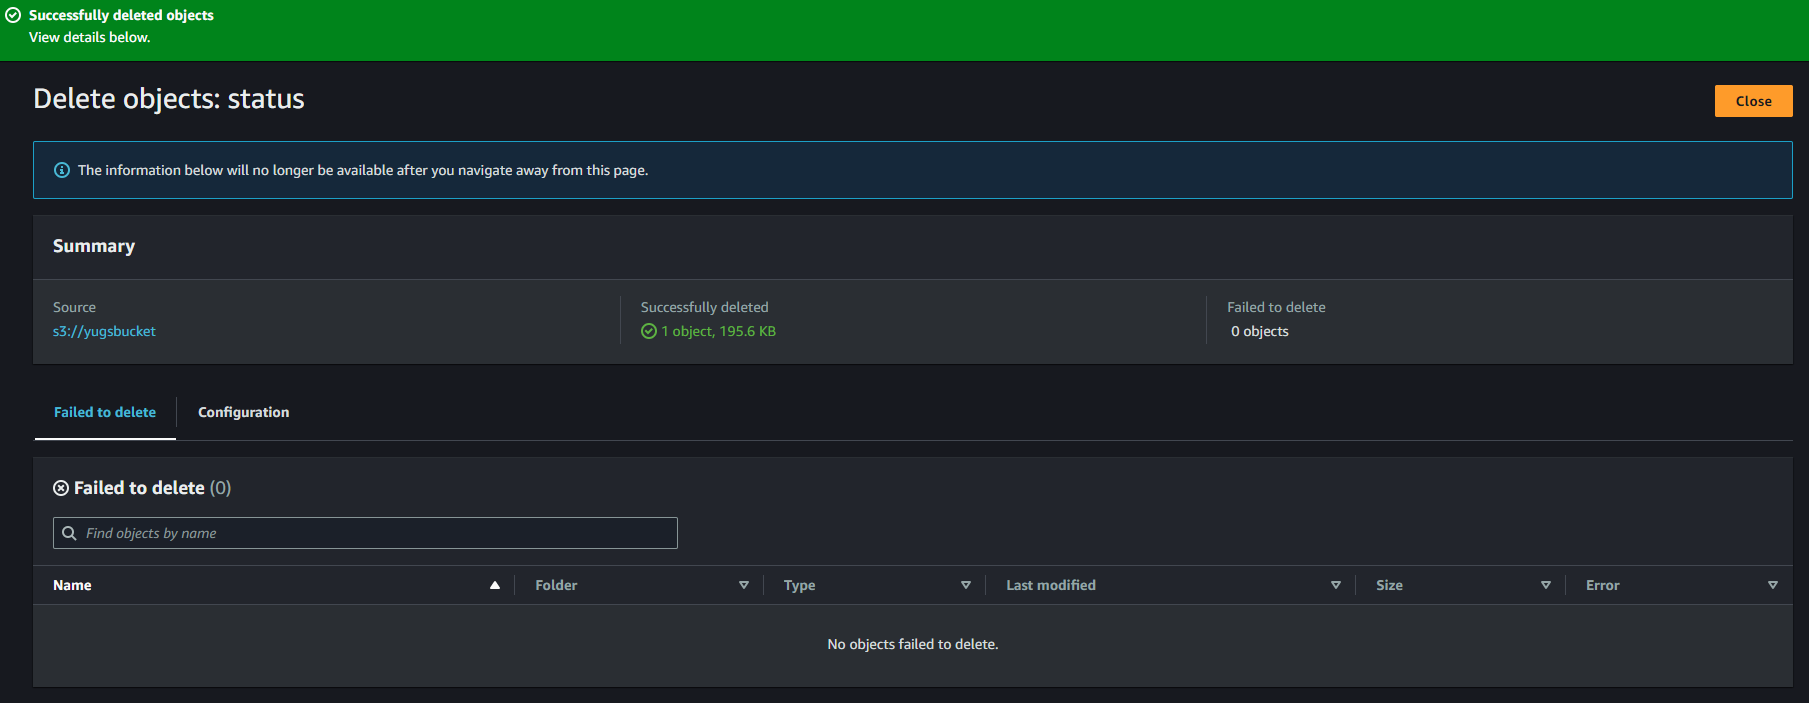 Successfully deleted objects
View details below.
Delete objects: status
Close
The information below will no longer be available after you navigate away from this page.
Summary
Source
s3://yugsbucket
Successfully deleted
1 object, 195.6 KB
Failed to delete
0 objects
Failed to delete
Configuration
Failed to delete (0)
Find objects by name
Name Folder Type Last modified Size Error
No objects failed to delete.